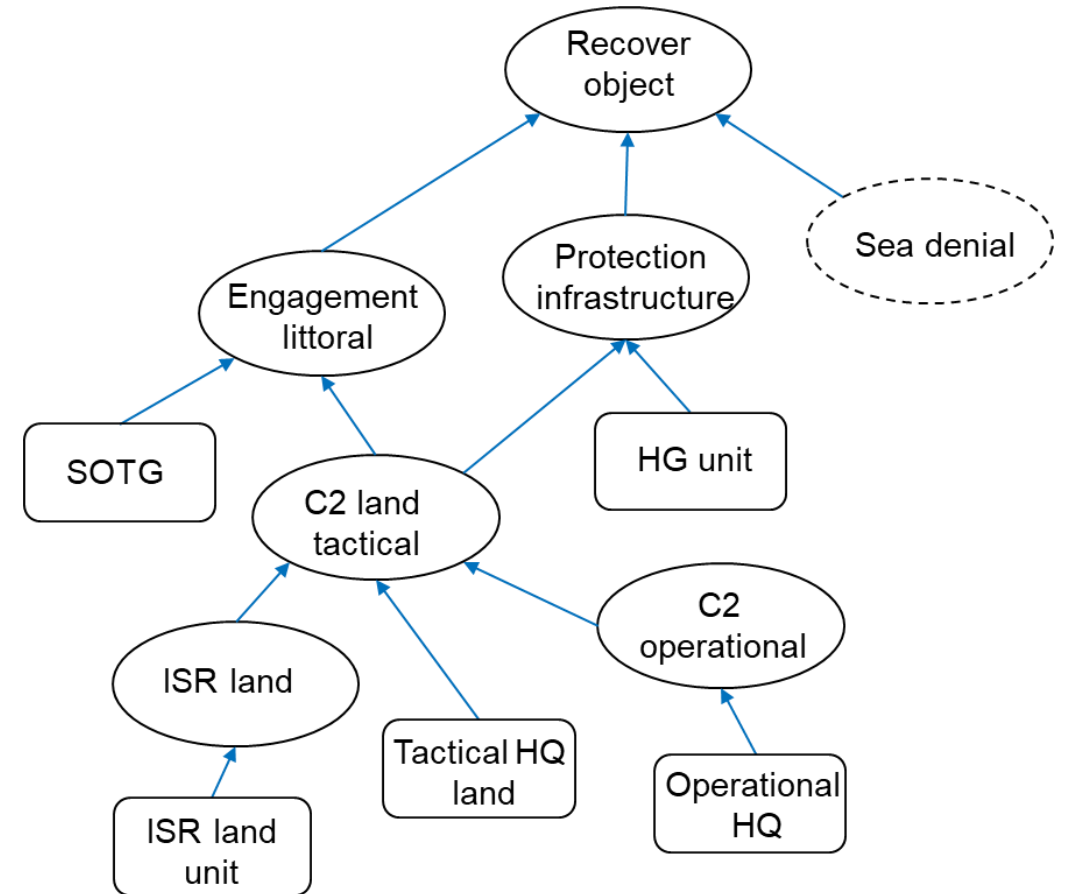 Recover
object
Sea denial
Protection
infrastructure
Engagement
littoral
SOTG
HG unit
C2 land
tactical
C2
operational
ISR land
Tactical HQ
land
Operational
HQ
ISR land
unit